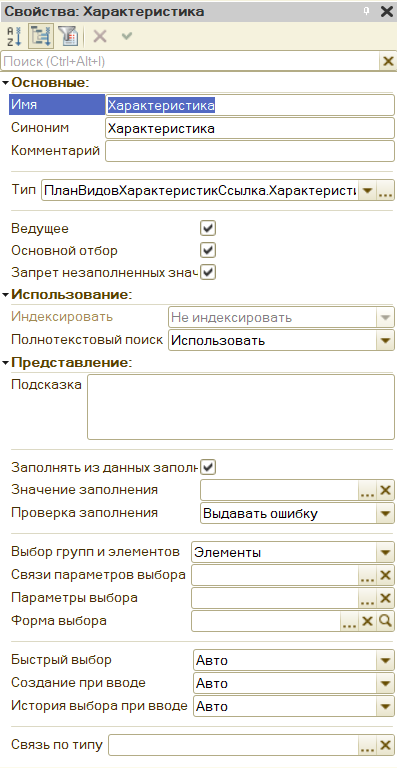 Свойства: Характеристика
Поиск (Ctrl+Alt+I)
Основные:
Имя Характеристика
Синоним Характеристика
Комментарий
Тип ПланВидовХарактеристикСсылка.Характеристи ...
Ведущее
Основной отбор
Запрет незаполненных знач
Использование:
Индексировать Не индексировать
Полнотекстовый поиск Использовать
Представление:
Подсказка
Заполнять из данных заполн
Значение заполнения ...
Проверка заполнения Выдавать ошибку
Выбор групп и элементов Элементы
Связи параметров выбора ...
Параметры выбора ...
Форма выбора ...
Быстрый выбор Авто
Создание при вводе Авто
История выбора при вводе Авто
Связь по типу ...